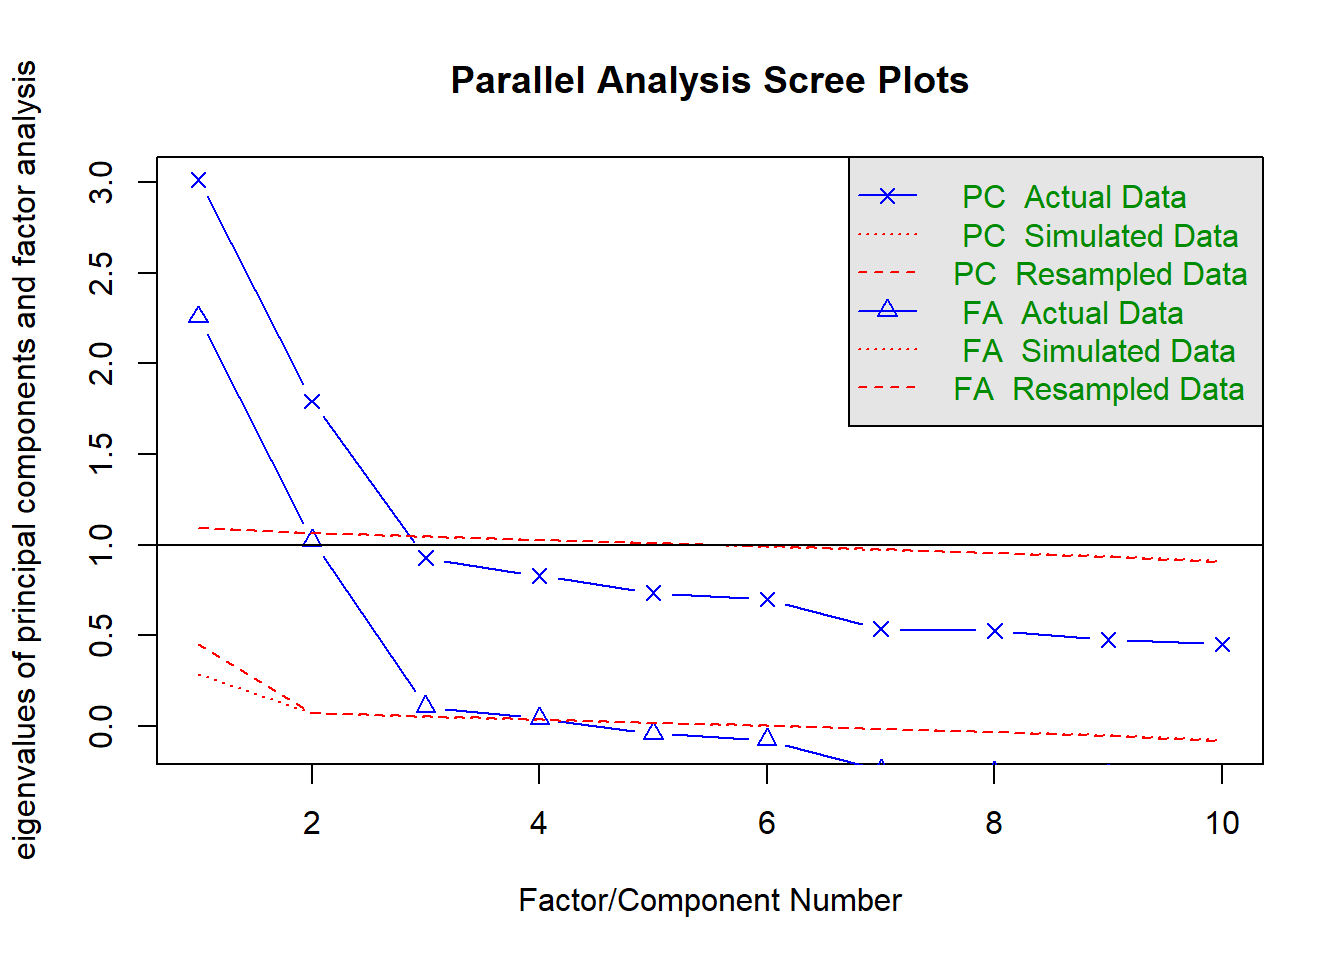 Parallel Analysis Scree Plots
eigenvalues of principal components and factor analysis
3.0
2.5
2.0
1.5
1.0
0.5
0.0
PC Actual Data
PC Simulated Data
PC Resampled Data
FA Actual Data
FA Simulated Data
FA Resampled Data
2 4 6 8 10
Factor/Component Number